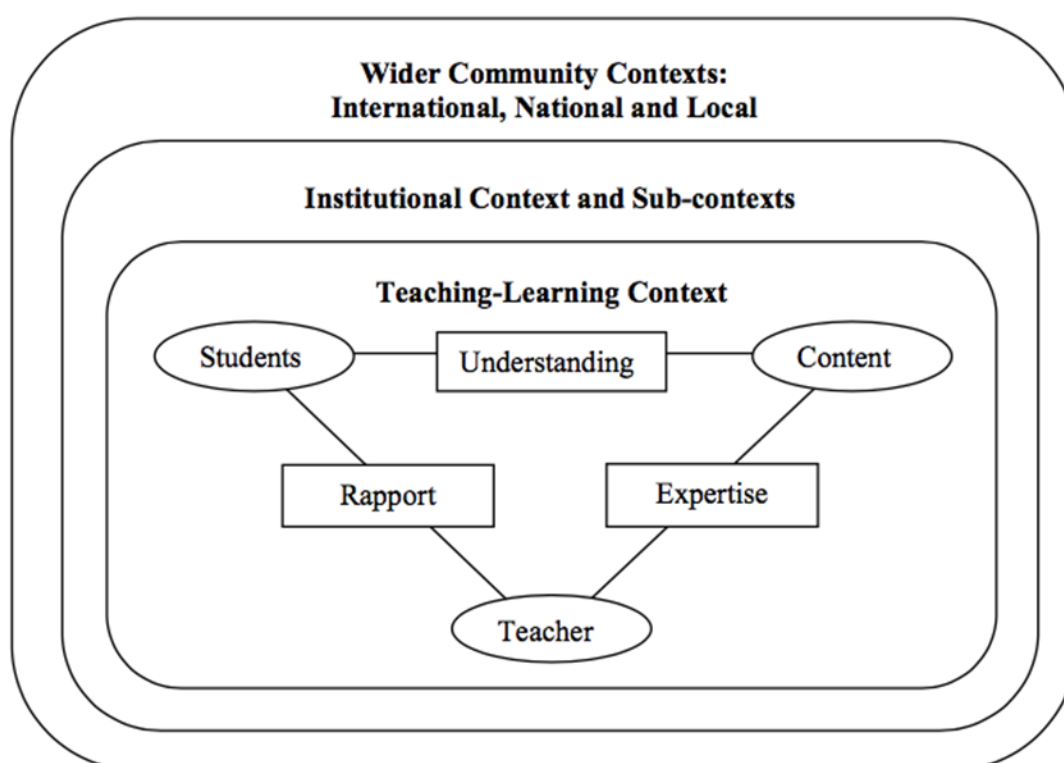 Wider Community Contexts:
International, National and Local
Institutional Context and Sub-contexts
Teaching-Learning Context
Students
Understanding
Content
Rapport
Expertise
Teacher